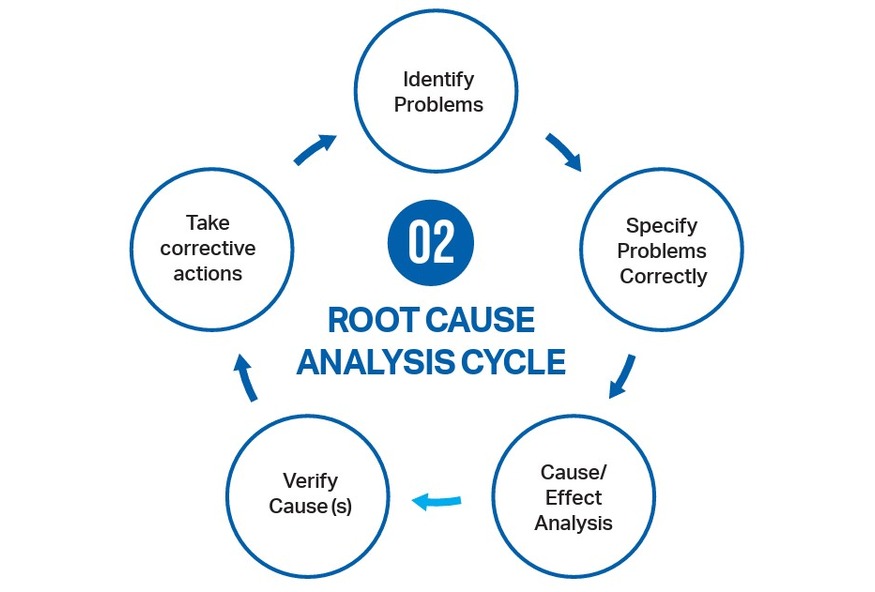 Identify
Problems
Specify
Problems
Correctly
Cause/
Effect
Analysis
Verify
Cause(s)
Take
corrective
actions
02
ROOT CAUSE
ANALYSIS CYCLE